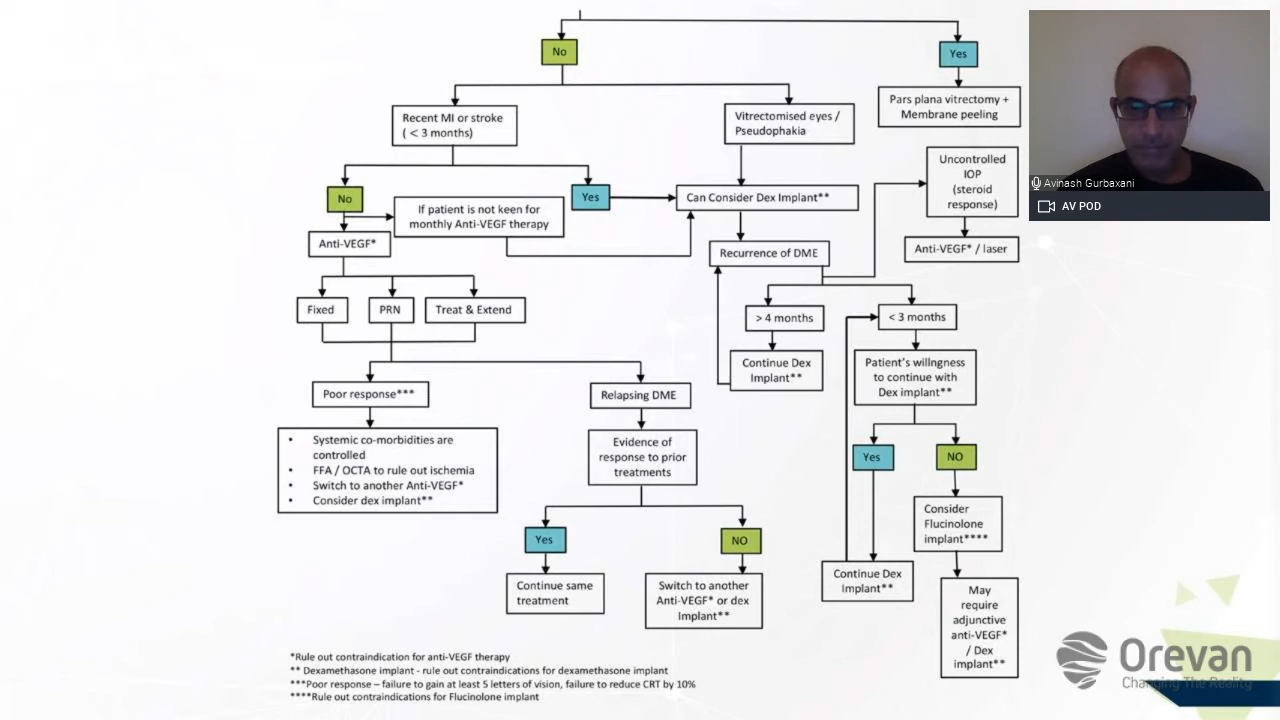 No
Yes
Pars plana vitrectomy +
Membrane peeling
Recent MI or stroke
( < 3 months)
Vitrectomised eyes /
Pseudophakia
Uncontrolled
IOP
(steroid
response)
Avinash Gurbaxani
AV POD
No
If patient is not keen for
monthly Anti-VEGF therapy
Yes
Can Consider Dex Implant**
Anti-VEGF*
Recurrence of DME
Anti-VEGF* / laser
Fixed
PRN
Treat & Extend
> 4 months
< 3 months
Continue Dex
Implant**
Patient's willngness
to continue with
Dex implant**
Poor response***
Relapsing DME
• Systemic co-morbidities are
controlled
• FFA / OCTA to rule out ischemia
• Switch to another Anti-VEGF*
• Consider dex implant**
Evidence of
response to prior
treatments
Yes
NO
Consider
Flucinolone
implant****
Yes
NO
Continue same
treatment
Switch to another
Anti-VEGF* or dex
Implant**
Continue Dex
Implant**
May
require
adjunctive
anti-VEGF*
/ Dex
implant**
*Rule out contraindication for anti-VEGF therapy
** Dexamethasone implant - rule out contraindications for dexamethasone implant
***Poor response – failure to gain at least 5 letters of vision, failure to reduce CRT by 10%
****Rule out contraindications for Flucinolone implant
Orevan
Changing The Reality